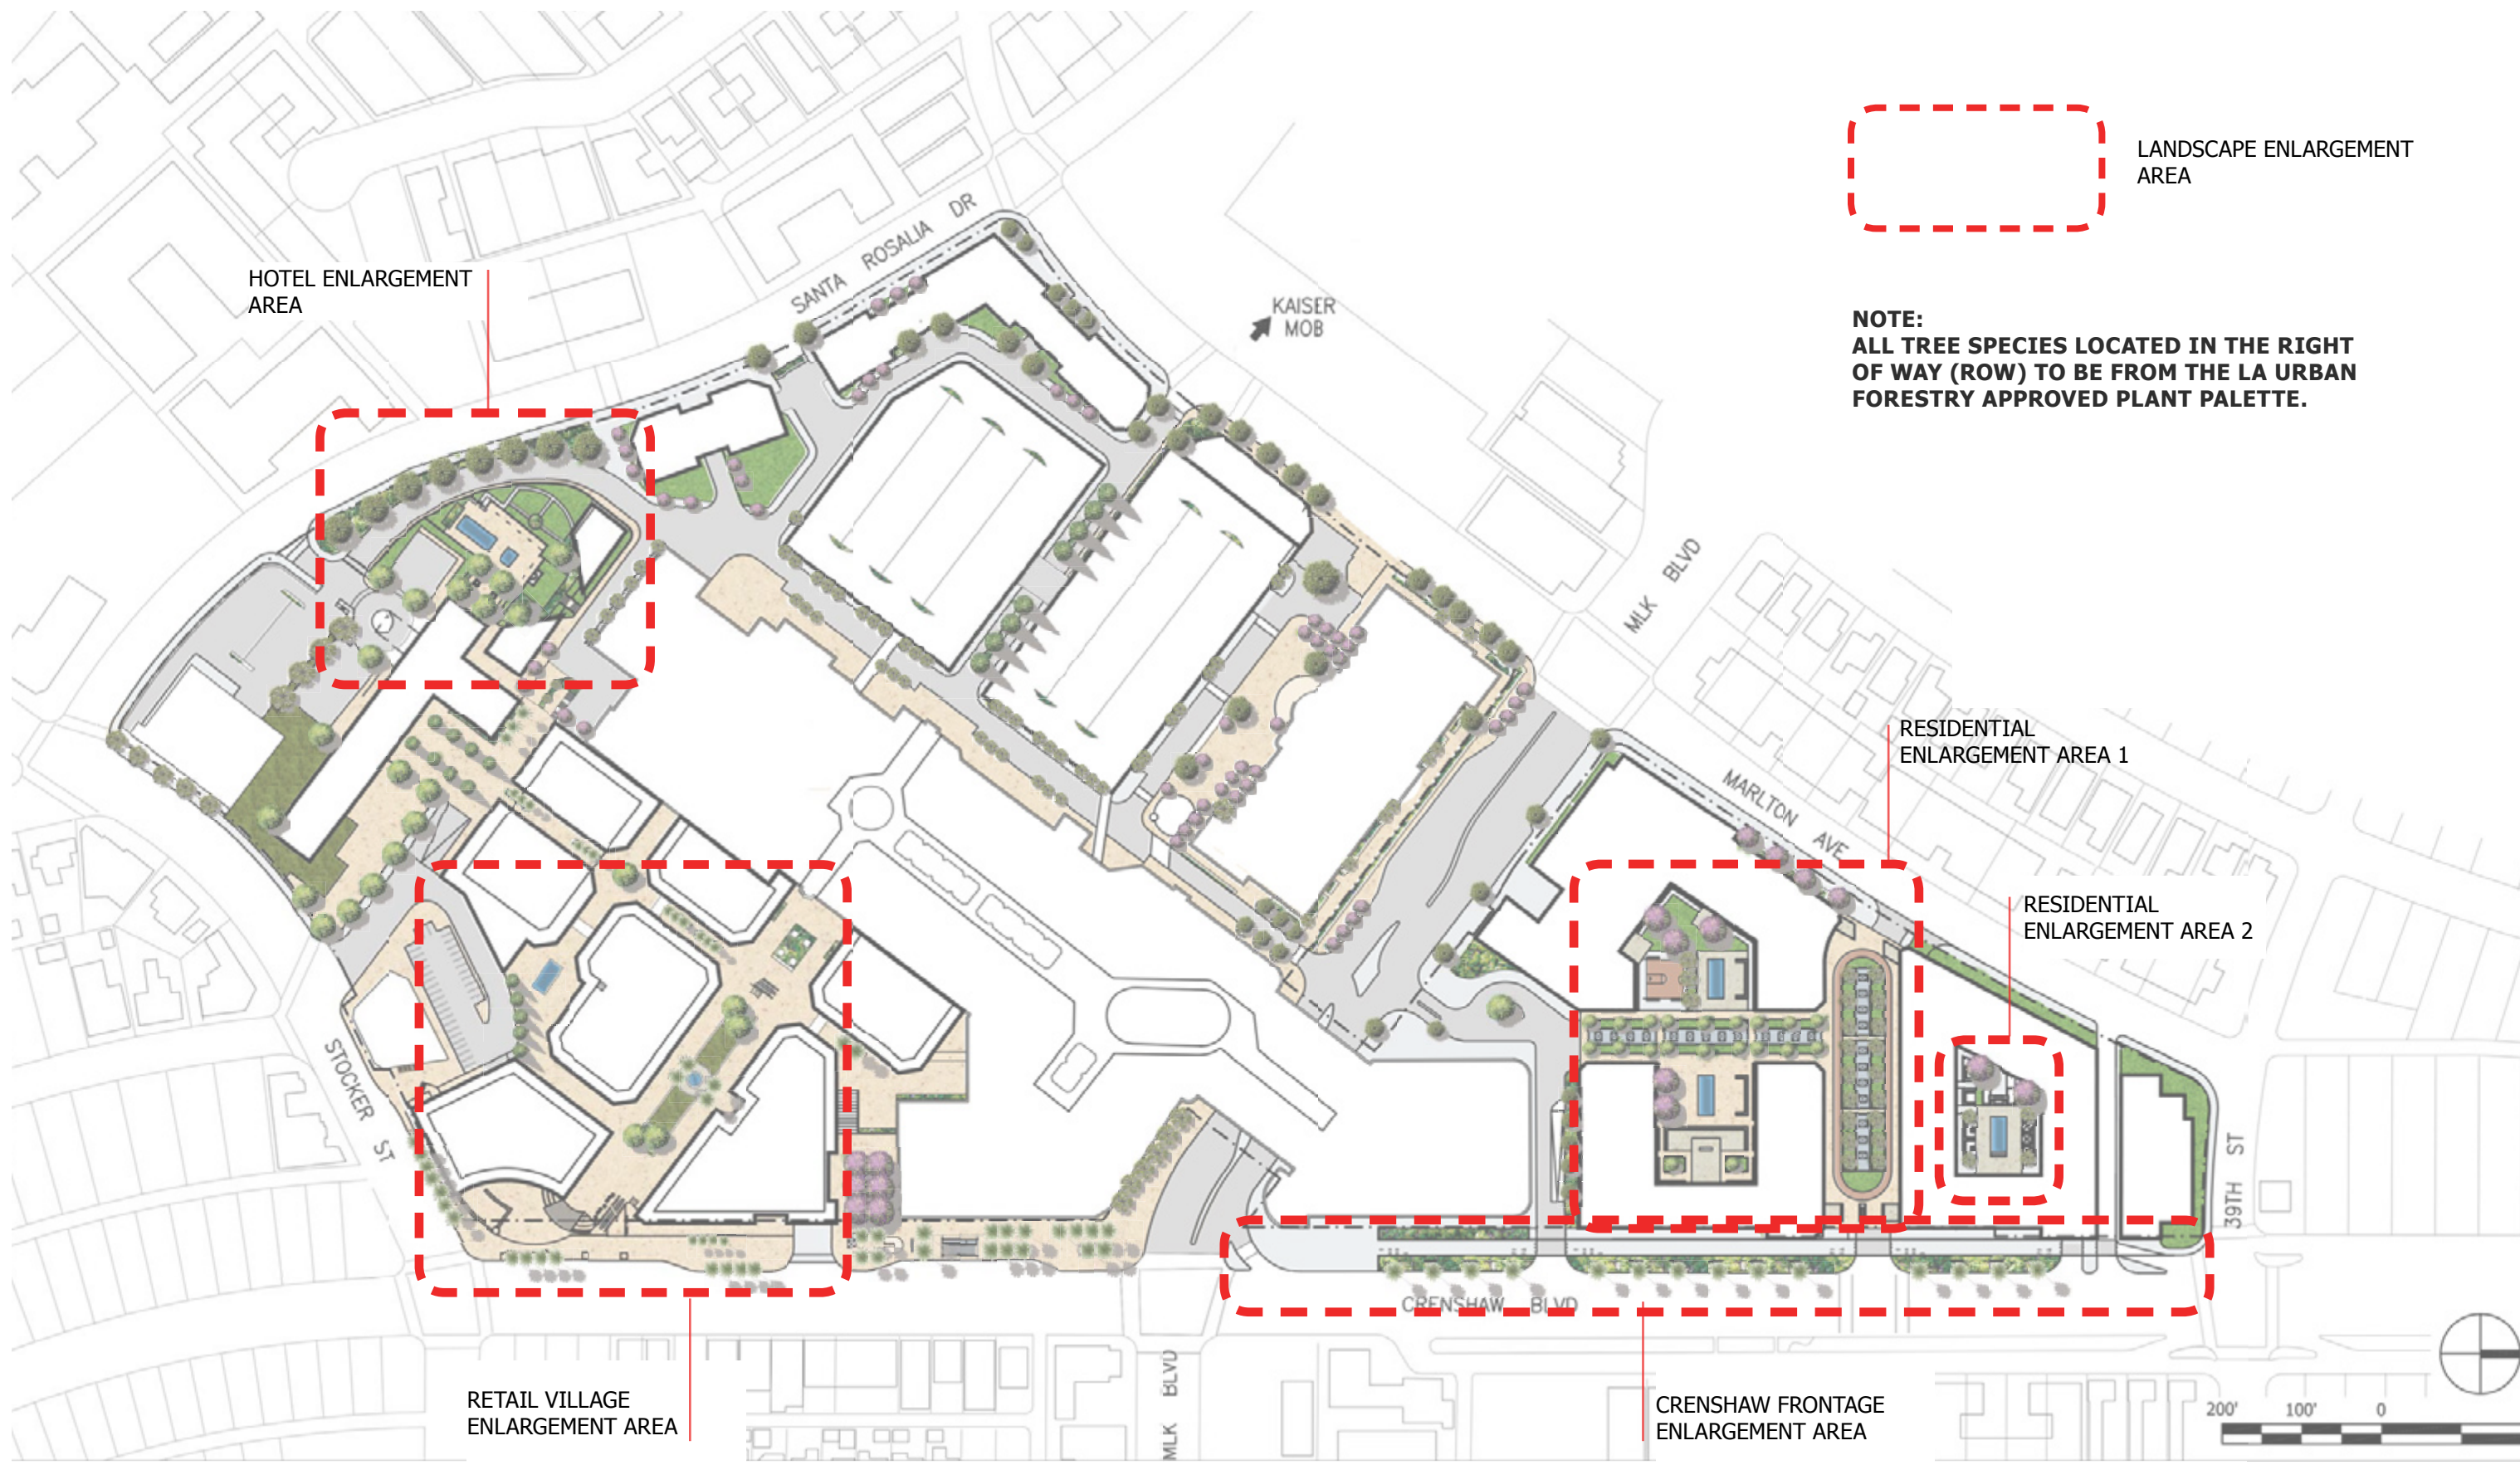 LANDSCAPE ENLARGEMENT
AREA
NOTE:
ALL TREE SPECIES LOCATED IN THE RIGHT
OF WAY (ROW) TO BE FROM THE LA URBAN
FORESTRY APPROVED PLANT PALETTE.
HOTEL ENLARGEMENT
AREA
SANTA ROSALIA DR
KAISER
MOB
MLK BLVD
RESIDENTIAL
ENLARGEMENT AREA 1
MARLTON AVE
RESIDENTIAL
ENLARGEMENT AREA 2
STOCKER ST
39TH ST
CRENSHAW BLVD
MLK BLVD
RETAIL VILLAGE
ENLARGEMENT AREA
CRENSHAW FRONTAGE
ENLARGEMENT AREA
200' 100' 0